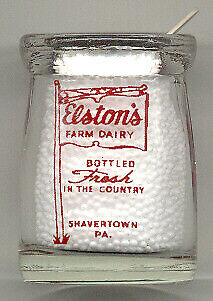 Elston's
FARM DAIRY
BOTTLED
Fresh
IN THE COUNTRY
SHAVERTOWN
PA.